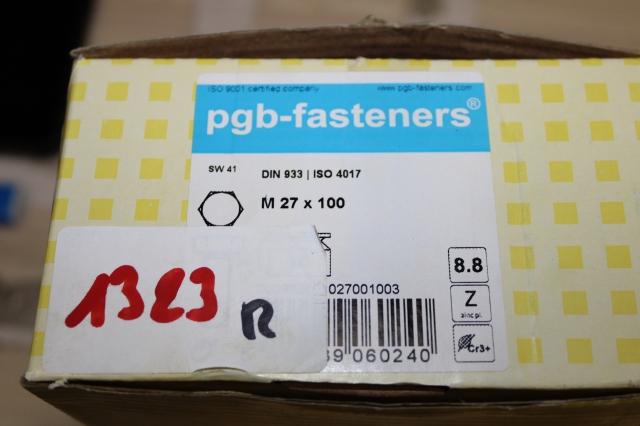 ISO 9001 certified company
www.pgb-fasteners.com
pgb-fasteners®
SW 41
DIN 933 | ISO 4017
M 27 x 100
8.8
027001003
Z
zinc pl.
1323
R
060240
Cr3+